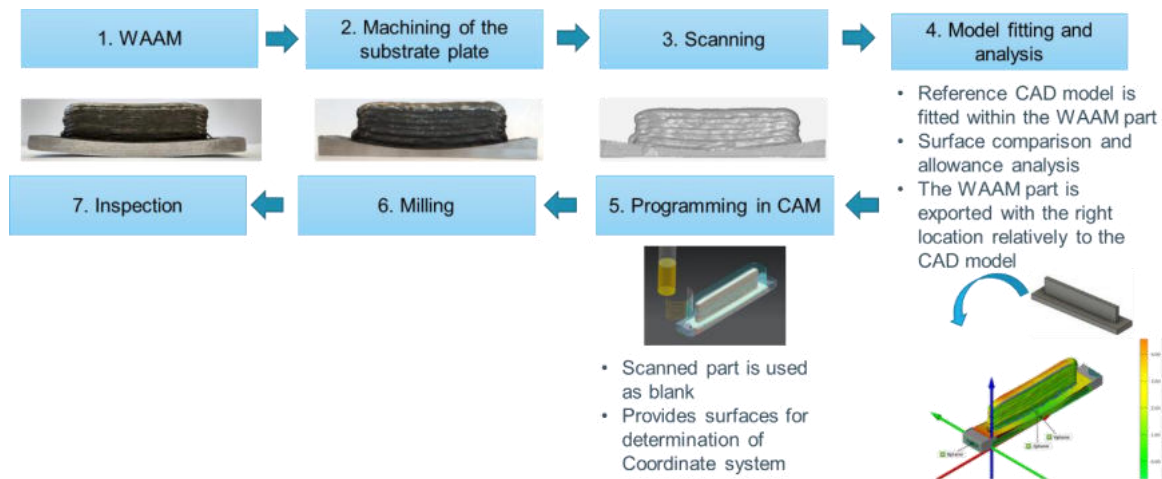 1. WAAM
2. Machining of the
substrate plate
3. Scanning
4. Model fitting and
analysis
• Reference CAD model is
fitted within the WAAM part
• Surface comparison and
allowance analysis
• The WAAM part is
exported with the right
location relatively to the
CAD model
5. Programming in CAM
6. Milling
7. Inspection
• Scanned part is used
as blank
• Provides surfaces for
determination of
Coordinate system